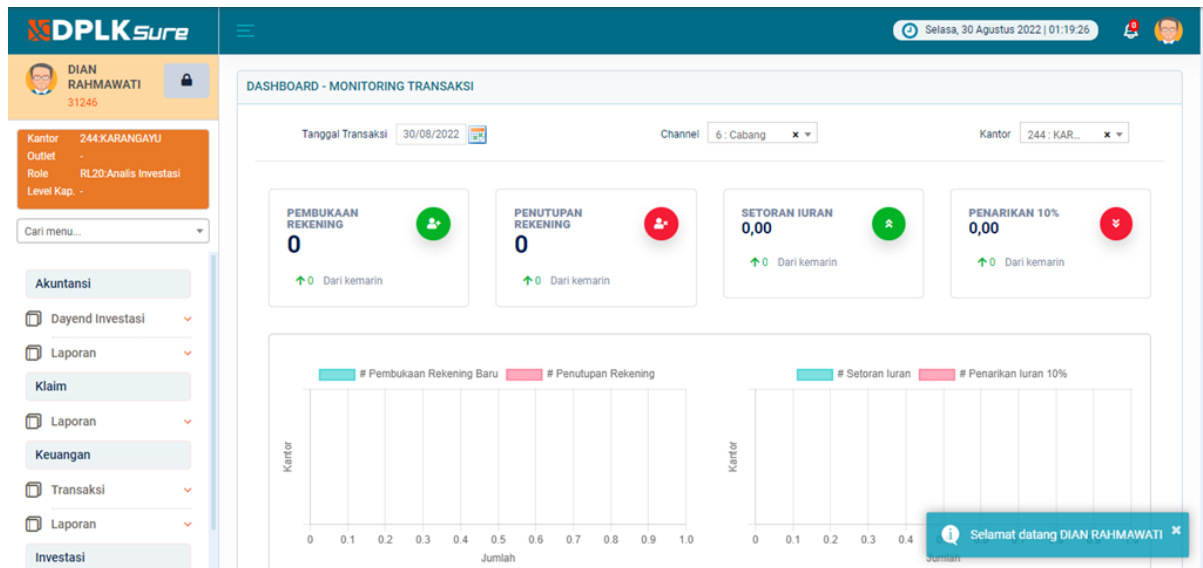 DPLKSure
Selasa, 30 Agustus 2022 | 01:19:26
DIAN
RAHMAWATI
31246
Kantor 244:KARANGAYU
Outlet -
Role RL20:Analis Investasi
Level Kap. -
Cari menu...
Akuntansi
Dayend Investasi
Laporan
Klaim
Laporan
Keuangan
Transaksi
Laporan
Investasi
DASHBOARD - MONITORING TRANSAKSI
Tanggal Transaksi 30/08/2022 Channel 6 : Cabang x Kantor 244 : KAR... x
PEMBUKAAN
REKENING
0
0 Dari kemarin
PENUTUPAN
REKENING
0
0 Dari kemarin
SETORAN IURAN
0,00
0 Dari kemarin
PENARIKAN 10%
0,00
0 Dari kemarin
# Pembukaan Rekening Baru # Penutupan Rekening
Kantor
0 0.1 0.2 0.3 0.4 0.5 0.6 0.7 0.8 0.9 1.0
Jumlah
# Setoran Iuran # Penarikan Iuran 10%
Kantor
0 0.1 0.2 0.3 0.4
Jumlah
Selamat datang DIAN RAHMAWATI ×